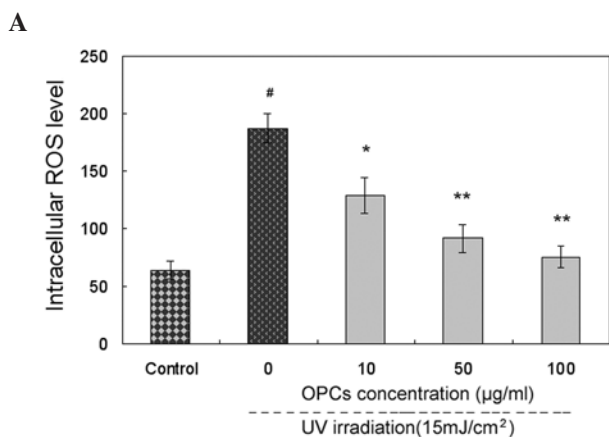 A
Intracellular ROS level
250
200
150
100
50
0
#
*
**
**
Control 0 10 50 100
OPCs concentration (µg/ml)
UV irradiation(15mJ/cm²)